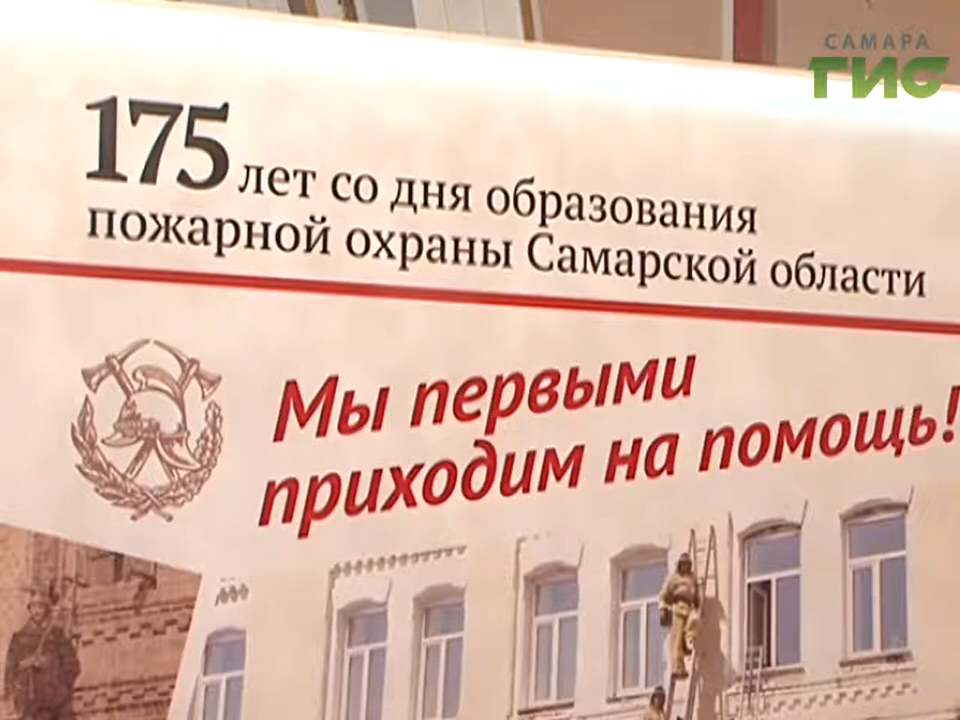 САМАРА
ГИС
175 лет со дня образования
пожарной охраны Самарской области
Мы первыми
приходим на помощь!